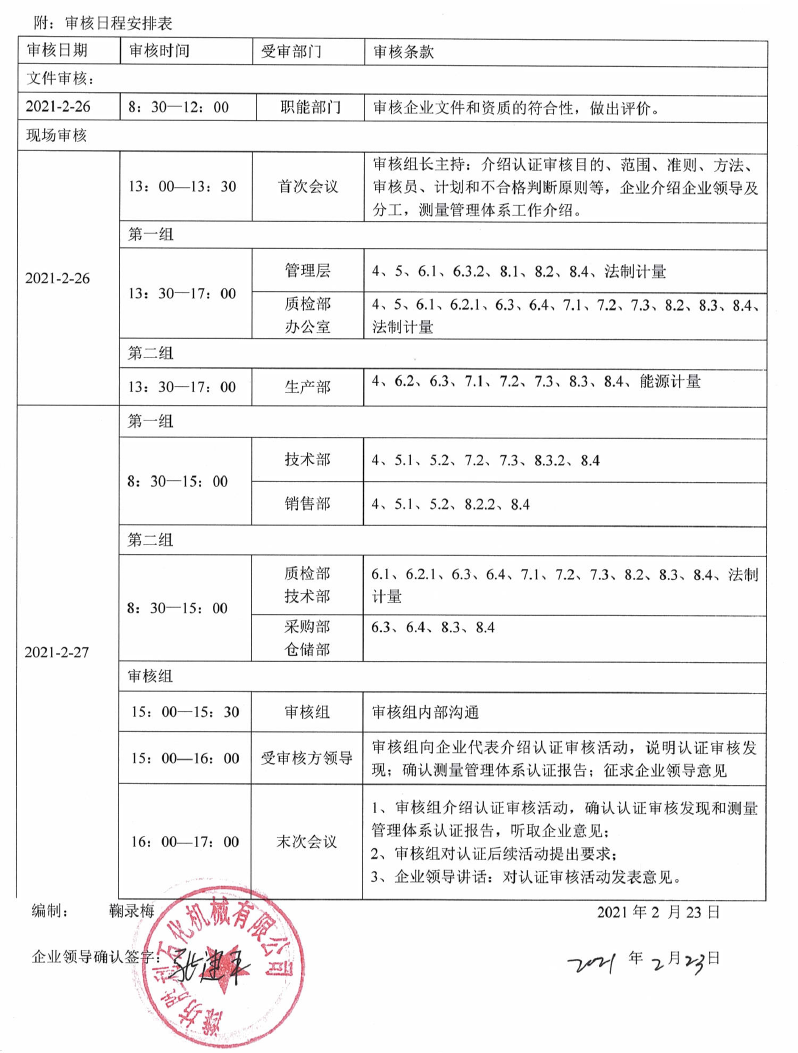 附：审核日程安排表
审核日期 审核时间 受审部门 审核条款
文件审核：
2021-2-26 8：30—12：00 职能部门 审核企业文件和资质的符合性，做出评价。
现场审核
2021-2-26
13：00—13：30 首次会议
审核组长主持：介绍认证审核目的、范围、准则、方法、
审核员、计划和不合格判断原则等，企业介绍企业领导及
分工，测量管理体系工作介绍。
第一组
13：30—17：00
管理层 4、5、6.1、6.3.2、8.1、8.2、8.4、法制计量
质检部
办公室
4、5、6.1、6.2.1、6.3、6.4、7.1、7.2、7.3、8.2、8.3、8.4、
法制计量
第二组
13：30—17：00 生产部 4、6.2、6.3、7.1、7.2、7.3、8.3、8.4、能源计量
2021-2-27
第一组
8：30—15：00
技术部 4、5.1、5.2、7.2、7.3、8.3.2、8.4
销售部 4、5.1、5.2、8.2.2、8.4
第二组
8：30—15：00
质检部
技术部
6.1、6.2.1、6.3、6.4、7.1、7.2、7.3、8.2、8.3、8.4、法制
计量
采购部
仓储部
6.3、6.4、8.3、8.4
审核组
15：00—15：30 审核组 审核组内部沟通
15：00—16：00 受审核方领导
审核组向企业代表介绍认证审核活动，说明认证审核发
现；确认测量管理体系认证报告；征求企业领导意见
16：00—17：00 末次会议
1、审核组介绍认证审核活动，确认认证审核发现和测量
管理体系认证报告，听取企业意见；
2、审核组对认证后续活动提出要求；
3、企业领导讲话：对认证审核活动发表意见。
编制： 鞠录梅 2021 年 2 月 23 日
企业领导确认签字： 张建平 2021 年 2 月 23 日
潍坊胜利石化机械有限公司